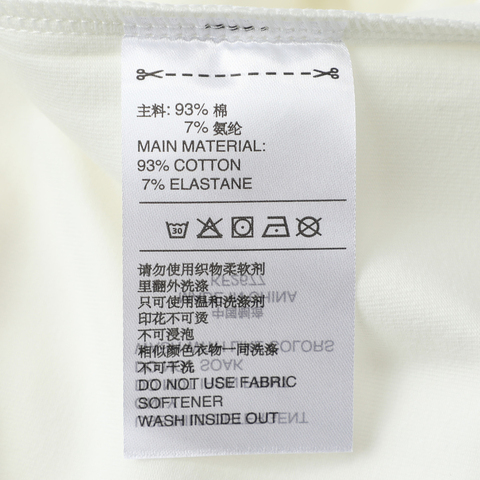 主料: 93% 棉
7% 氨纶
MAIN MATERIAL:
93% COTTON
7% ELASTANE
30
请勿使用织物柔软剂
里翻外洗涤
只可使用温和洗涤剂
印花不可烫
不可浸泡
相似颜色衣物一同洗涤
不可干洗
DO NOT USE FABRIC
SOFTENER
WASH INSIDE OUT